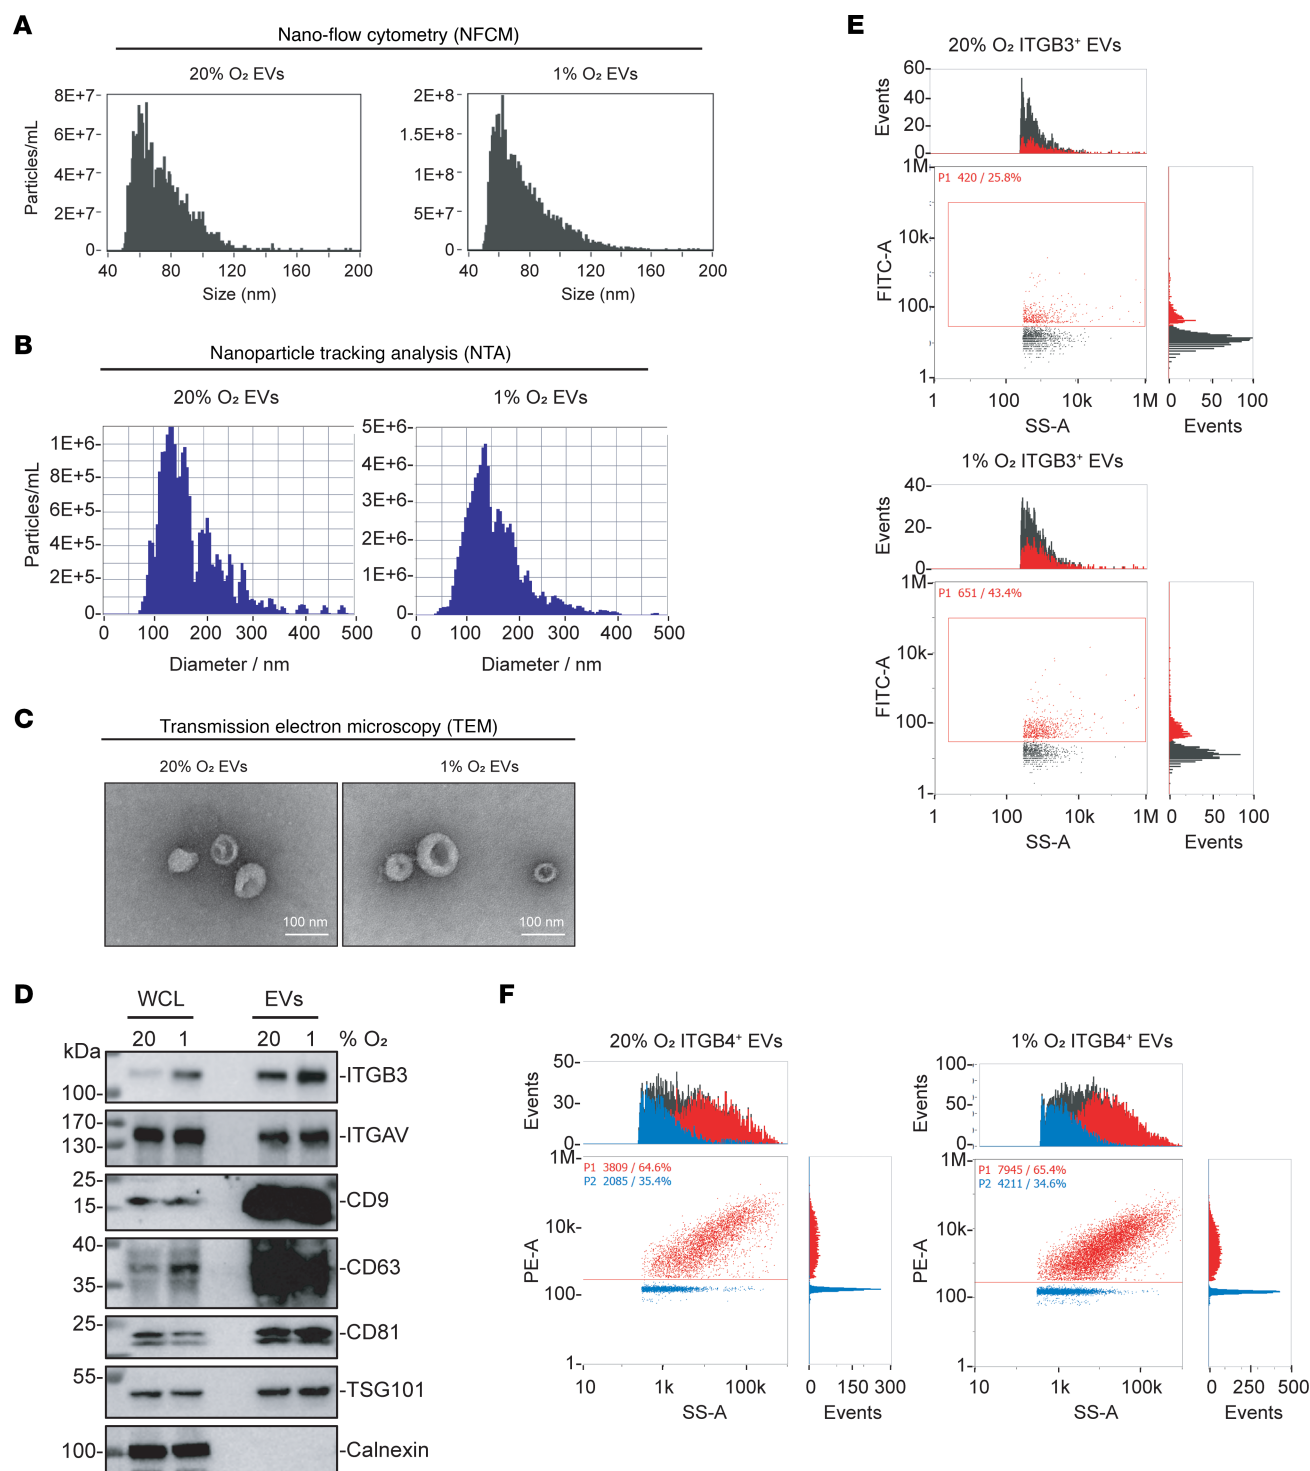 A
Nano-flow cytometry (NFCM)
20% O₂ EVs
1% O₂ EVs
Particles/mL
8E+7
6E+7
4E+7
2E+7
0
40 80 120 160 200
Size (nm)
2E+8
1.5E+8
1E+8
5E+7
0
40 80 120 160 200
Size (nm)
B
Nanoparticle tracking analysis (NTA)
20% O₂ EVs
1% O₂ EVs
Particles/mL
1E+6
8E+5
6E+5
4E+5
2E+5
0
0 100 200 300 400 500
Diameter / nm
5E+6
4E+6
3E+6
2E+6
1E+6
0
0 100 200 300 400 500
Diameter / nm
C
Transmission electron microscopy (TEM)
20% O₂ EVs
1% O₂ EVs
100 nm
100 nm
D
WCL EVs
20 1 20 1 % O₂
kDa
100-
-ITGB3
170-
130-
-ITGAV
25-
15-
-CD9
40-
35-
-CD63
25-
-CD81
55-
-TSG101
100-
-Calnexin
E
20% O₂ ITGB3⁺ EVs
Events
60
40
20
0
1M
10k
100
1
FITC-A
P1 420 / 25.8%
1 100 10k 1M
SS-A
0 50 100
Events
1% O₂ ITGB3⁺ EVs
Events
40
20
0
1M
10k
100
1
FITC-A
P1 651 / 43.4%
1 100 10k 1M
SS-A
0 50 100
Events
F
20% O₂ ITGB4⁺ EVs
Events
50
30
0
1M
10k
100
1
PE-A
P1 3809 / 64.6%
P2 2085 / 35.4%
10 1k 100k
SS-A
0 150 300
Events
1% O₂ ITGB4⁺ EVs
Events
100
50
0
1M
10k
100
1
PE-A
P1 7945 / 65.4%
P2 4211 / 34.6%
10 1k 100k
SS-A
0 250 500
Events